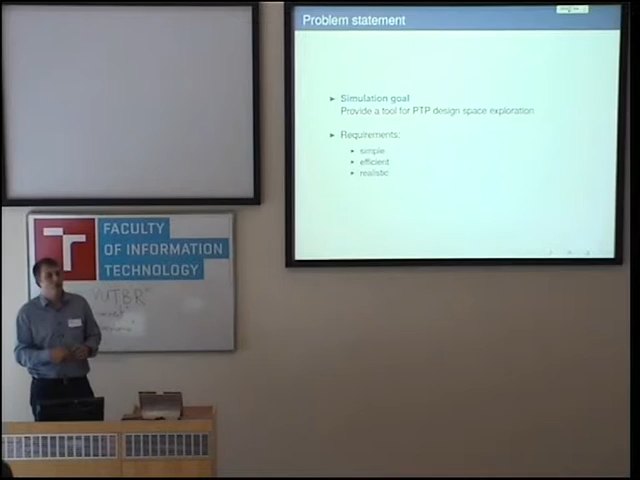 Problem statement
Simulation goal
Provide a tool for PTP design space exploration
Requirements:
simple
efficient
realistic
FACULTY
OF INFORMATION
TECHNOLOGY